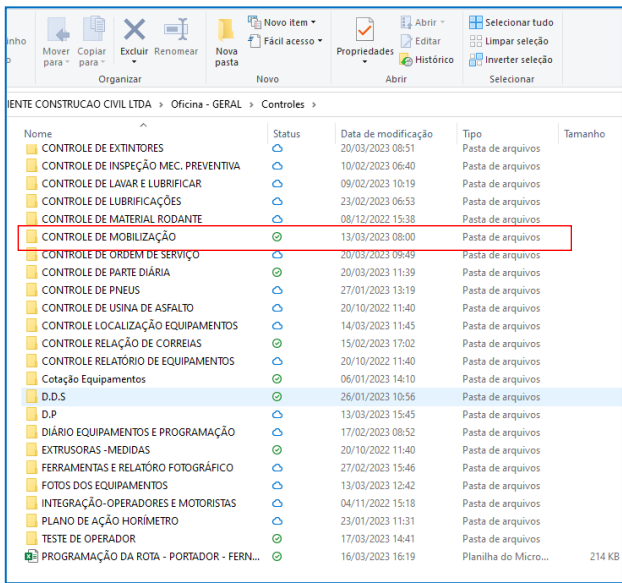 Novo item
Abrir
Selecionar tudo
inho
Mover para
Copiar para
Excluir
Renomear
Nova pasta
Fácil acesso
Propriedades
Editar
Histórico
Limpar seleção
Inverter seleção
Organizar
Novo
Abrir
Selecionar
IENTE CONSTRUCAO CIVIL LTDA > Oficina - GERAL > Controles >
Nome Status Data de modificação Tipo Tamanho
CONTROLE DE EXTINTORES 20/03/2023 08:51 Pasta de arquivos
CONTROLE DE INSPEÇÃO MEC. PREVENTIVA 10/02/2023 06:40 Pasta de arquivos
CONTROLE DE LAVAR E LUBRIFICAR 09/02/2023 10:19 Pasta de arquivos
CONTROLE DE LUBRIFICAÇÕES 23/02/2023 06:53 Pasta de arquivos
CONTROLE DE MATERIAL RODANTE 08/12/2022 15:38 Pasta de arquivos
CONTROLE DE MOBILIZAÇÃO 13/03/2023 08:00 Pasta de arquivos
CONTROLE DE ORDEM DE SERVIÇO 20/03/2023 09:49 Pasta de arquivos
CONTROLE DE PARTE DIÁRIA 20/03/2023 11:39 Pasta de arquivos
CONTROLE DE PNEUS 27/01/2023 13:19 Pasta de arquivos
CONTROLE DE USINA DE ASFALTO 20/10/2022 11:40 Pasta de arquivos
CONTROLE LOCALIZAÇÃO EQUIPAMENTOS 14/03/2023 11:45 Pasta de arquivos
CONTROLE RELAÇÃO DE CORREIAS 15/02/2023 17:02 Pasta de arquivos
CONTROLE RELATÓRIO DE EQUIPAMENTOS 20/10/2022 11:40 Pasta de arquivos
Cotação Equipamentos 06/01/2023 14:10 Pasta de arquivos
D.D.S 26/01/2023 10:56 Pasta de arquivos
D.P 13/03/2023 15:45 Pasta de arquivos
DIÁRIO EQUIPAMENTOS E PROGRAMAÇÃO 17/02/2023 08:52 Pasta de arquivos
EXTRUSORAS -MEDIDAS 20/10/2022 11:40 Pasta de arquivos
FERRAMENTAS E RELATÓRO FOTOGRÁFICO 27/02/2023 15:46 Pasta de arquivos
FOTOS DOS EQUIPAMENTOS 13/03/2023 12:42 Pasta de arquivos
INTEGRAÇÃO-OPERADORES E MOTORISTAS 04/11/2022 15:18 Pasta de arquivos
PLANO DE AÇÃO HORÍMETRO 23/01/2023 11:31 Pasta de arquivos
TESTE DE OPERADOR 17/03/2023 14:41 Pasta de arquivos
PROGRAMAÇÃO DA ROTA - PORTADOR - FERN... 16/03/2023 16:19 Planilha do Micro... 214 KB